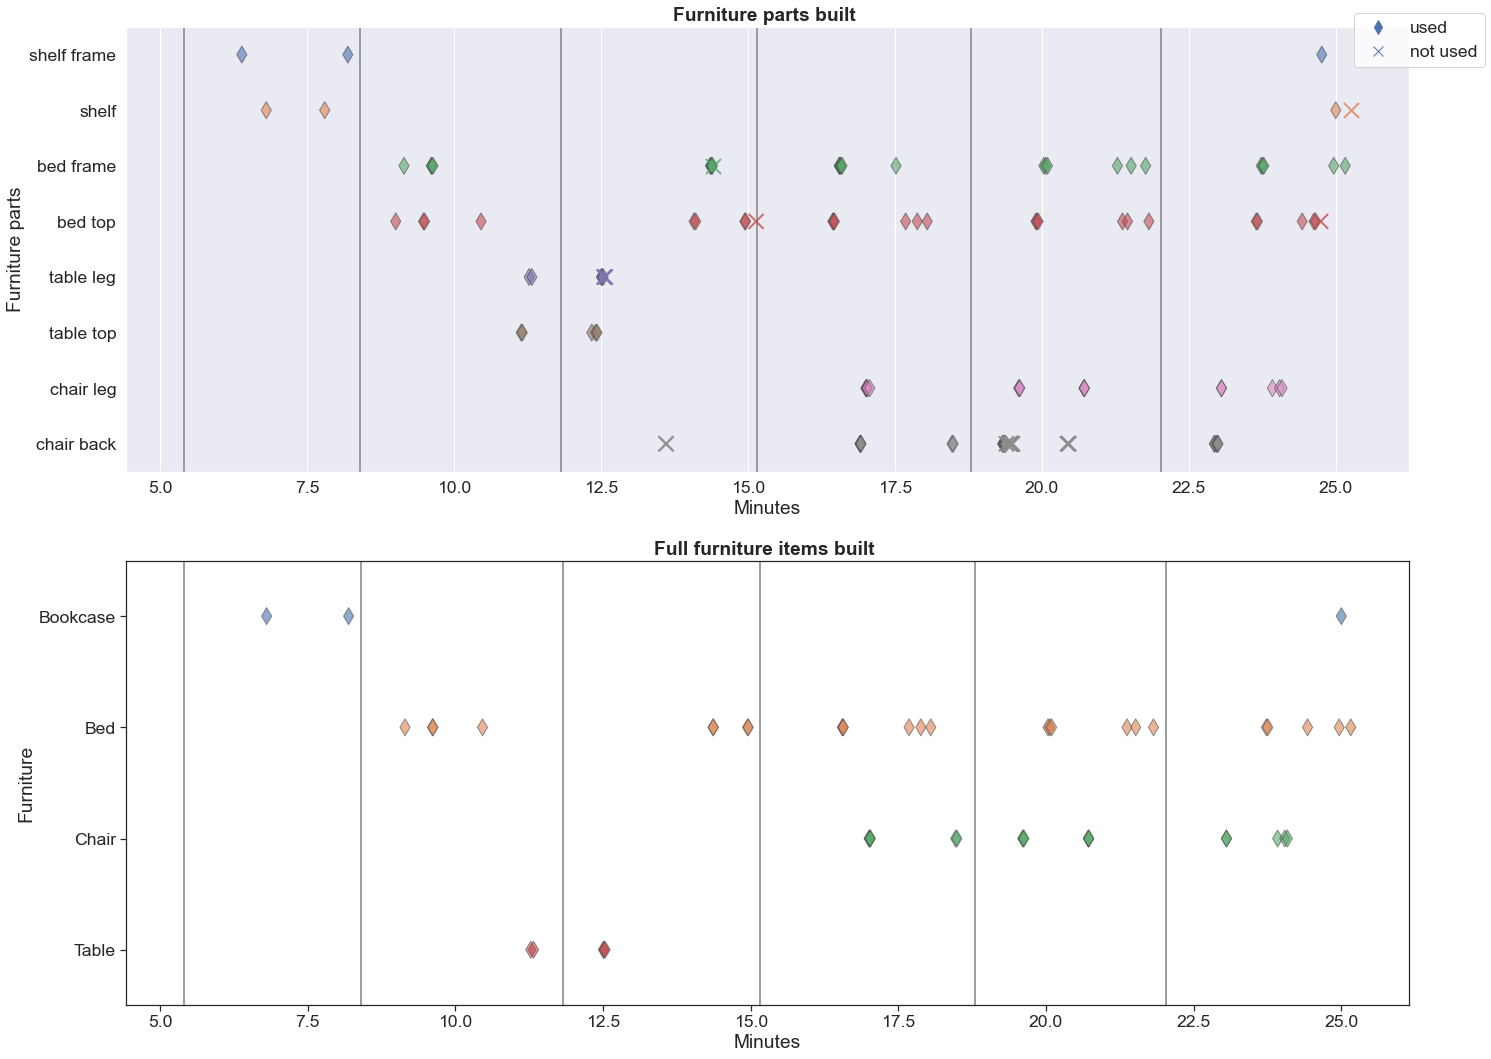 Furniture parts built
used
not used
Furniture parts
shelf frame
shelf
bed frame
bed top
table leg
table top
chair leg
chair back
5.0 7.5 10.0 12.5 15.0 17.5 20.0 22.5 25.0
Minutes
Full furniture items built
Furniture
Bookcase
Bed
Chair
Table
5.0 7.5 10.0 12.5 15.0 17.5 20.0 22.5 25.0
Minutes